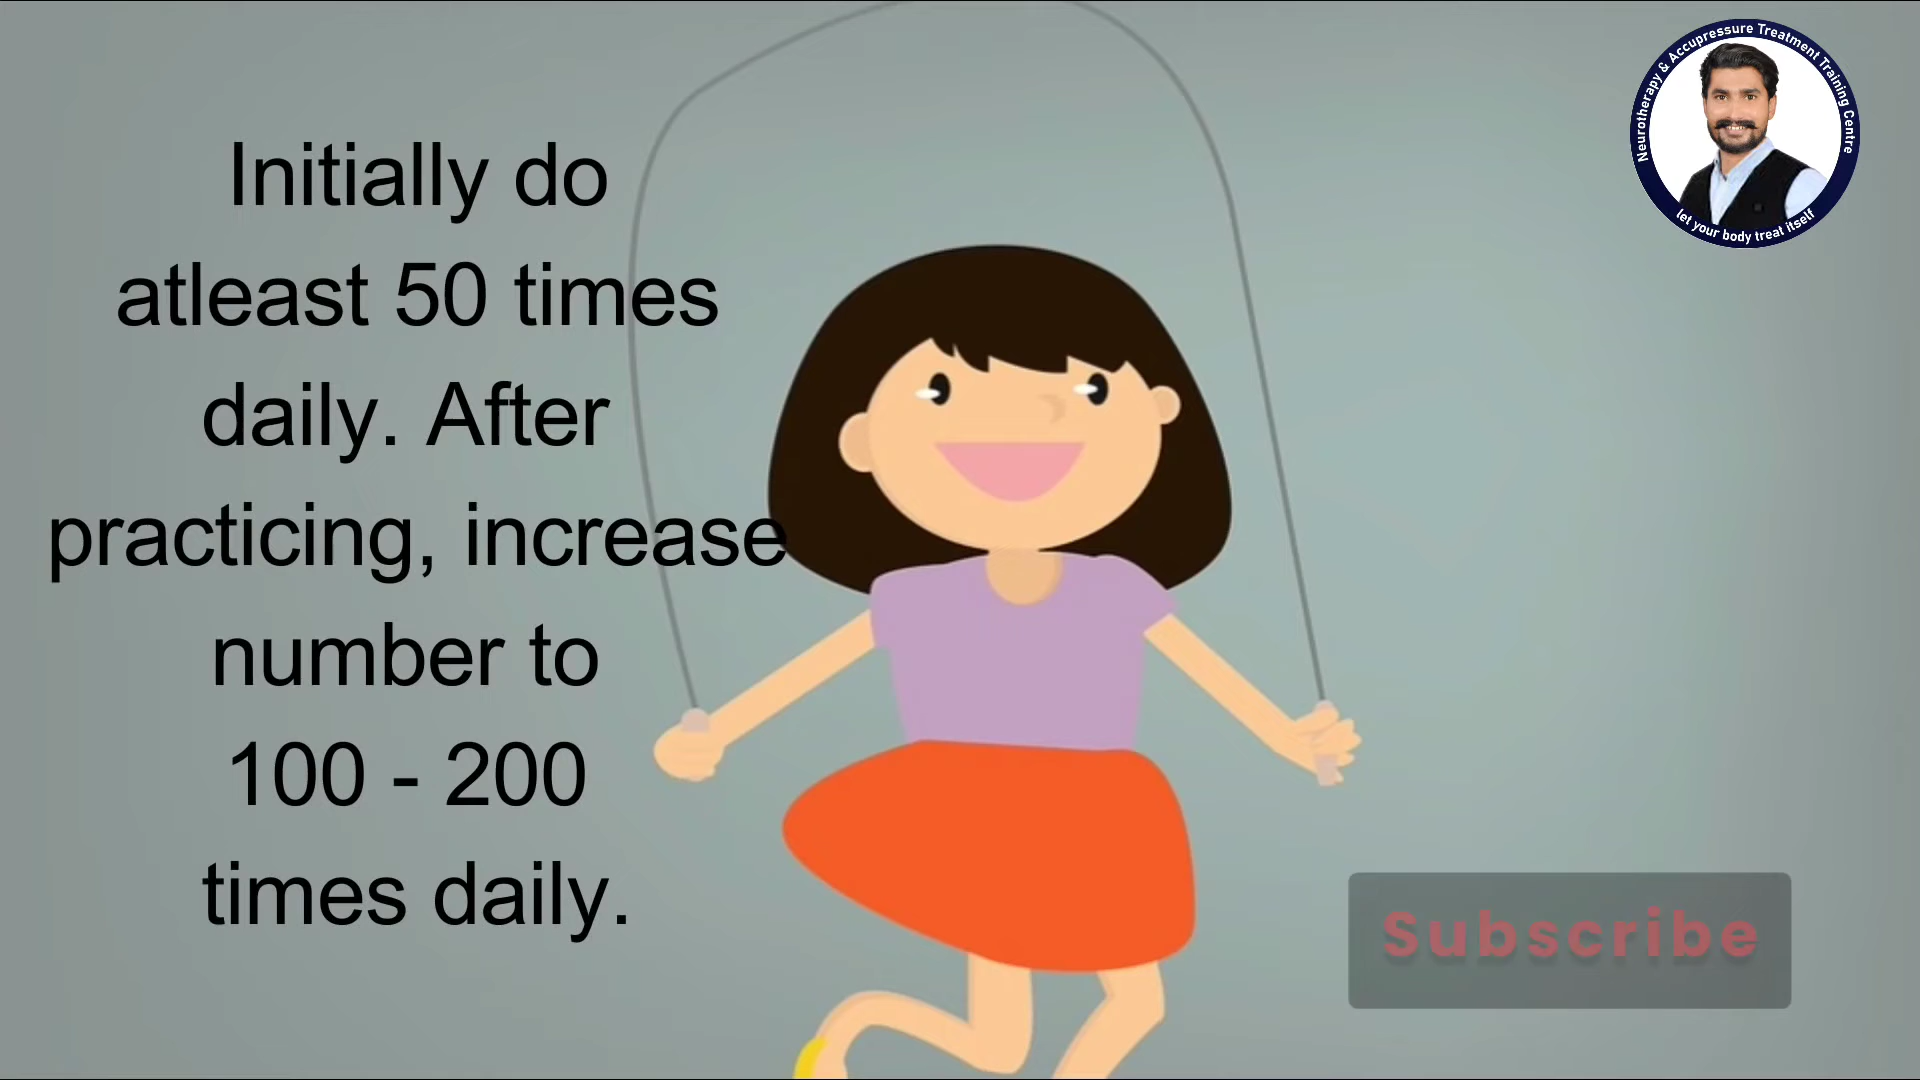 Neurotherapy & Accupressure Treatment Training Centre
let your body treat itself
Initially do
atleast 50 times
daily. After
practicing, increase
number to
100 - 200
times daily.
Subscribe